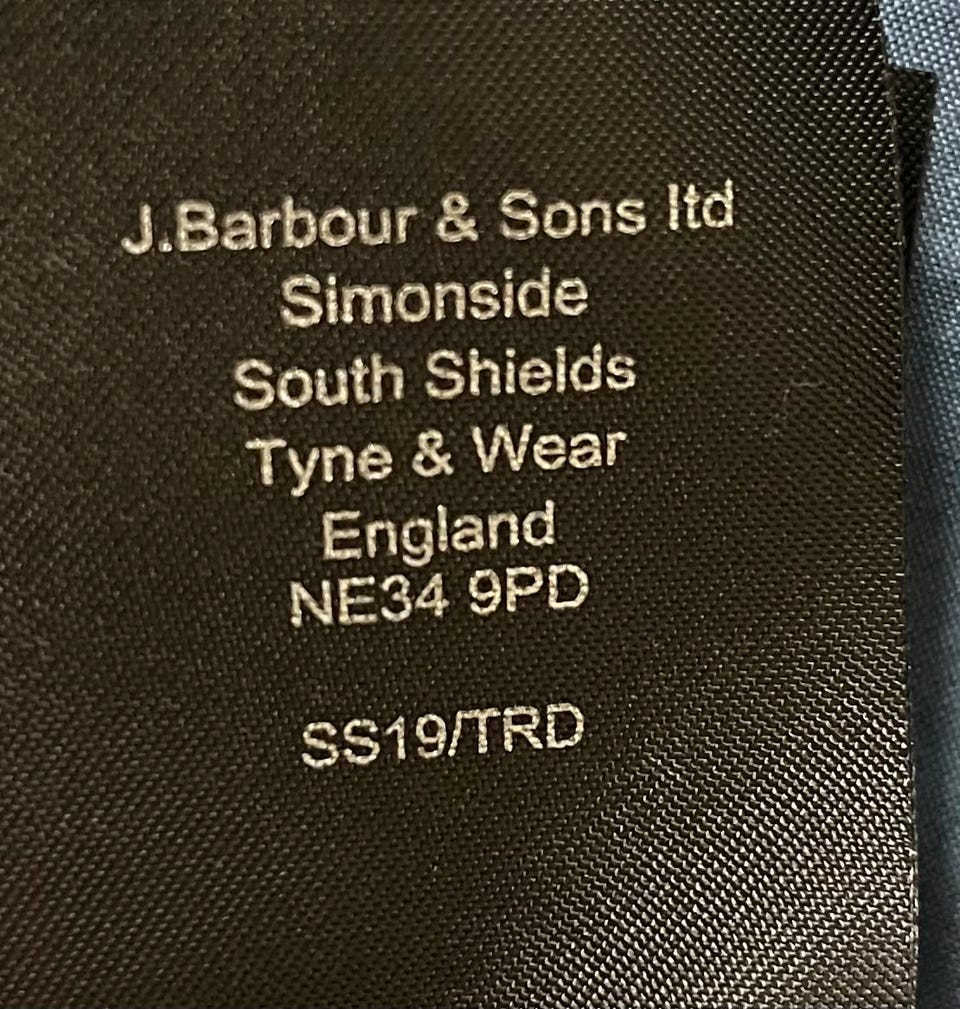 J.Barbour & Sons ltd
Simonside
South Shields
Tyne & Wear
England
NE34 9PD
SS19/TRD